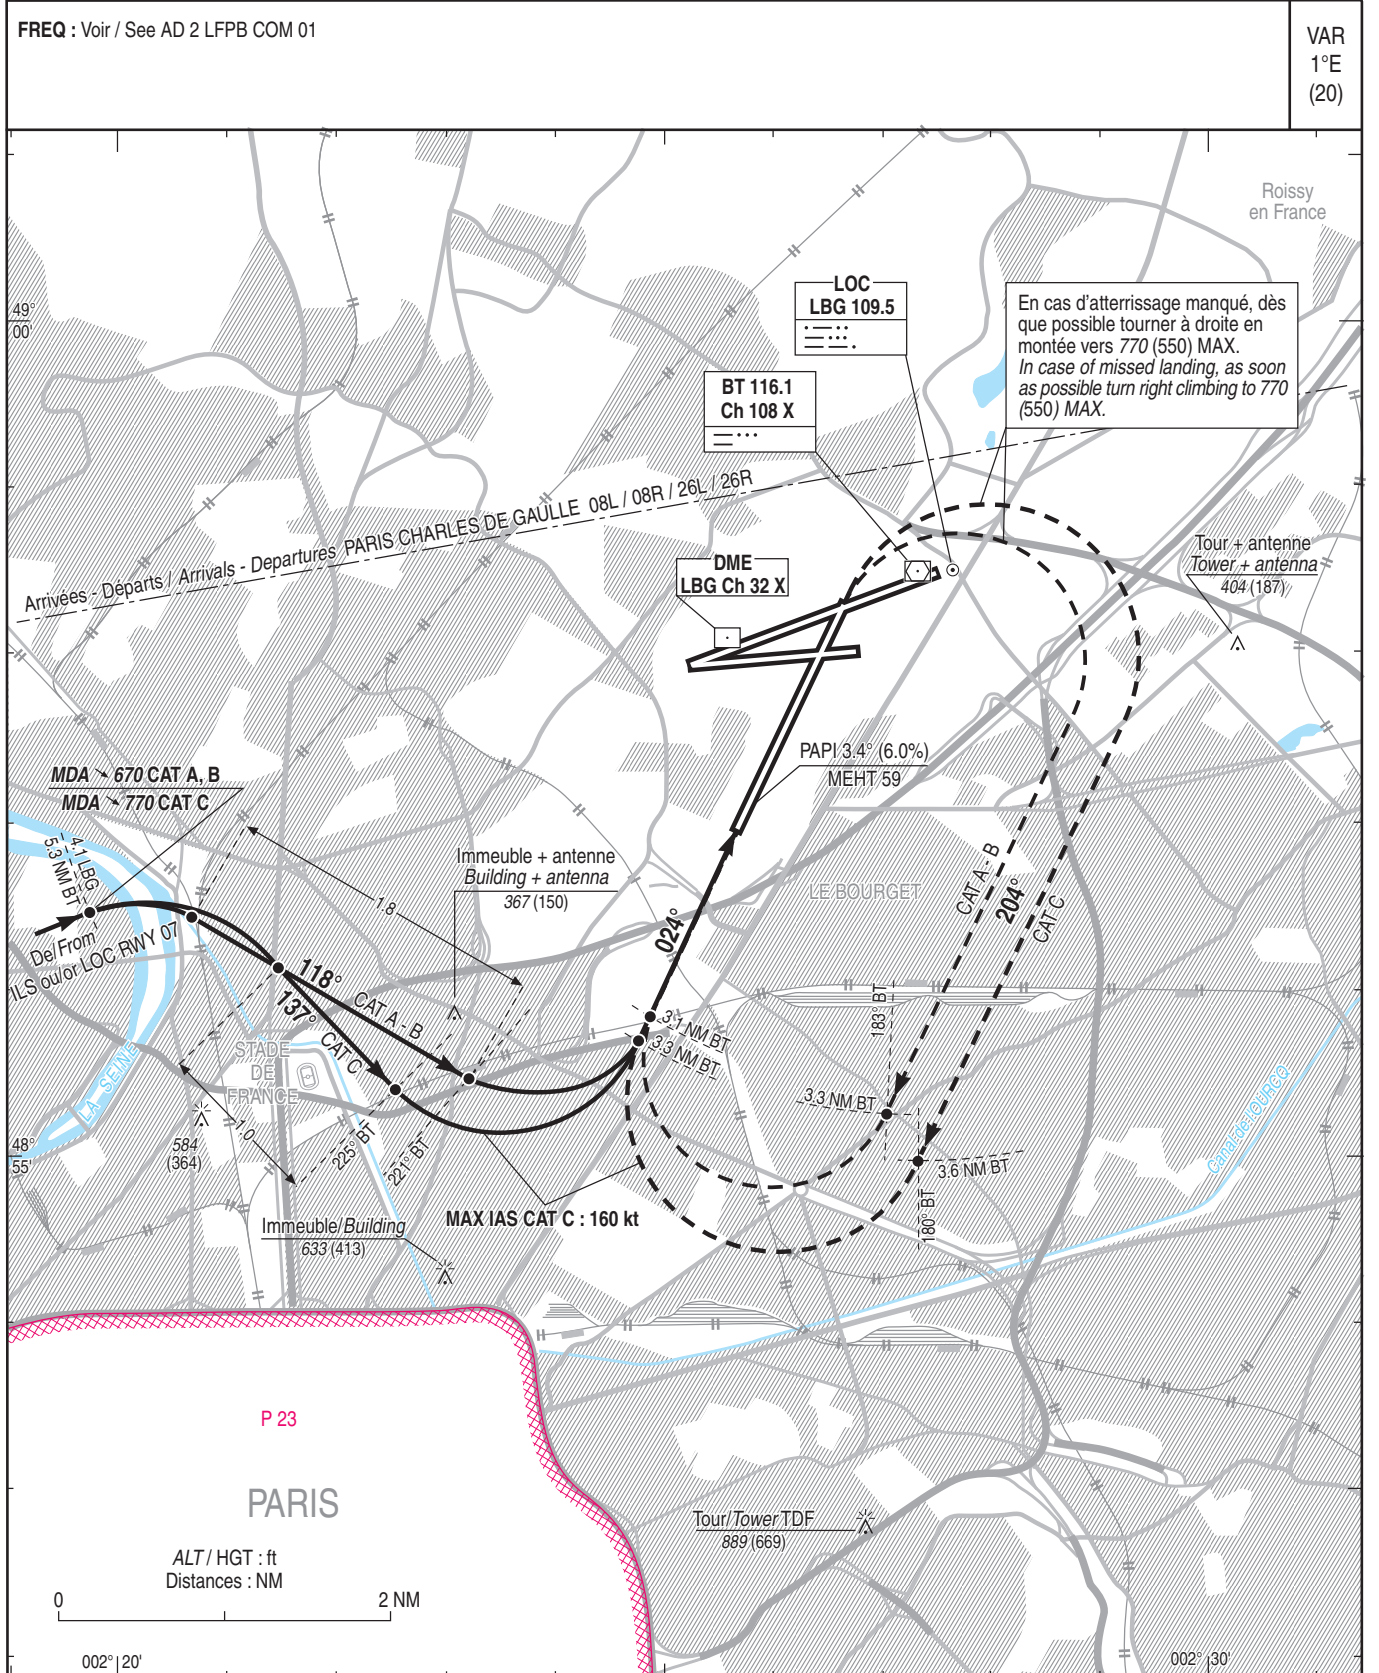 FREQ : Voir / See AD 2 LFPB COM 01
VAR
1°E
(20)
Roissy
en France
49°
00'
LOC
LBG 109.5
BT 116.1
Ch 108 X
En cas d'atterrissage manqué, dès
que possible tourner à droite en
montée vers 770 (550) MAX.
In case of missed landing, as soon
as possible turn right climbing to 770
(550) MAX.
Arrivées - Départs / Arrivals - Departures PARIS CHARLES DE GAULLE 08L / 08R / 26L / 26R
DME
LBG Ch 32 X
Tour + antenne
Tower + antenna
404 (187)
PAPI 3.4° (6.0%)
MEHT 59
MDA ↘ 670 CAT A, B
MDA ↘ 770 CAT C
4.1 LBG
5.3 NM BT
Immeuble + antenne
Building + antenna
367 (150)
1.8
LE BOURGET
CAT A - B
204°
CAT C
024°
De/From
ILS ou/or LOC RWY 07
118° CAT A - B
137° CAT C
3.1 NM BT
3.3 NM BT
183° BT
STADE
DE
FRANCE
LA SEINE
3.3 NM BT
Canal de l'OURCQ
584
(364)
1.0
225° BT
221° BT
48°
55'
3.6 NM BT
180° BT
Immeuble/Building
633 (413)
MAX IAS CAT C : 160 kt
P 23
PARIS
Tour/Tower TDF
889 (669)
ALT / HGT : ft
Distances : NM
0 2 NM
002° 20'
002° 30'